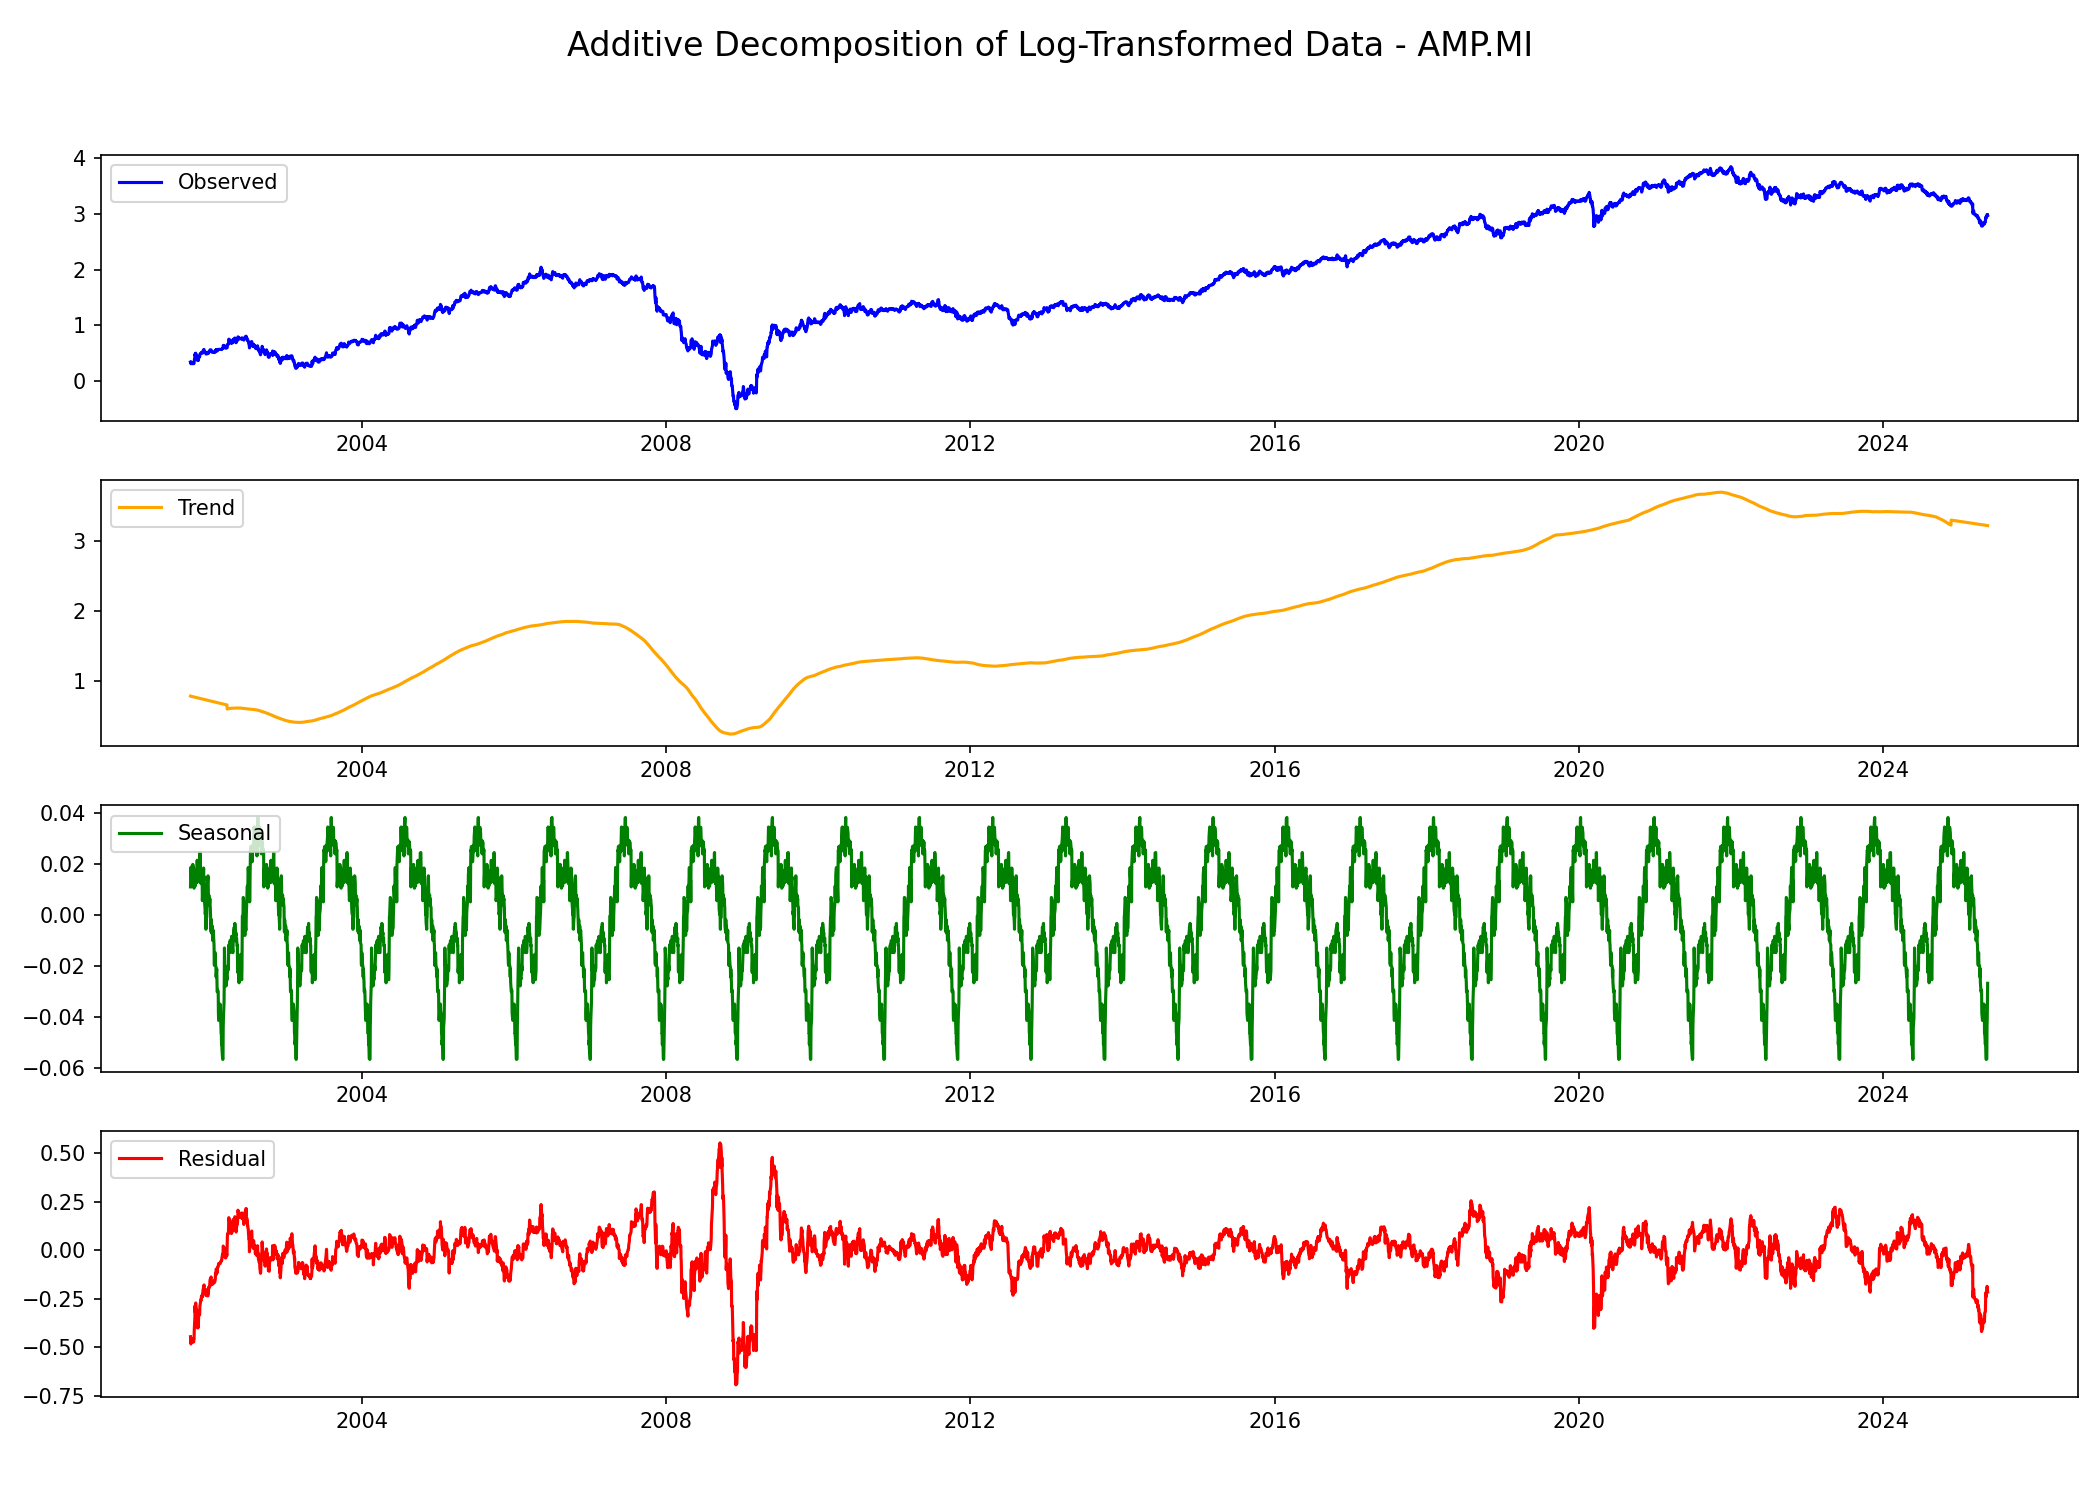 Additive Decomposition of Log-Transformed Data - AMP.MI
4
3
2
1
0
Observed
2004 2008 2012 2016 2020 2024
3
2
1
Trend
2004 2008 2012 2016 2020 2024
0.04
0.02
0.00
−0.02
−0.04
−0.06
Seasonal
2004 2008 2012 2016 2020 2024
0.50
0.25
0.00
−0.25
−0.50
−0.75
Residual
2004 2008 2012 2016 2020 2024